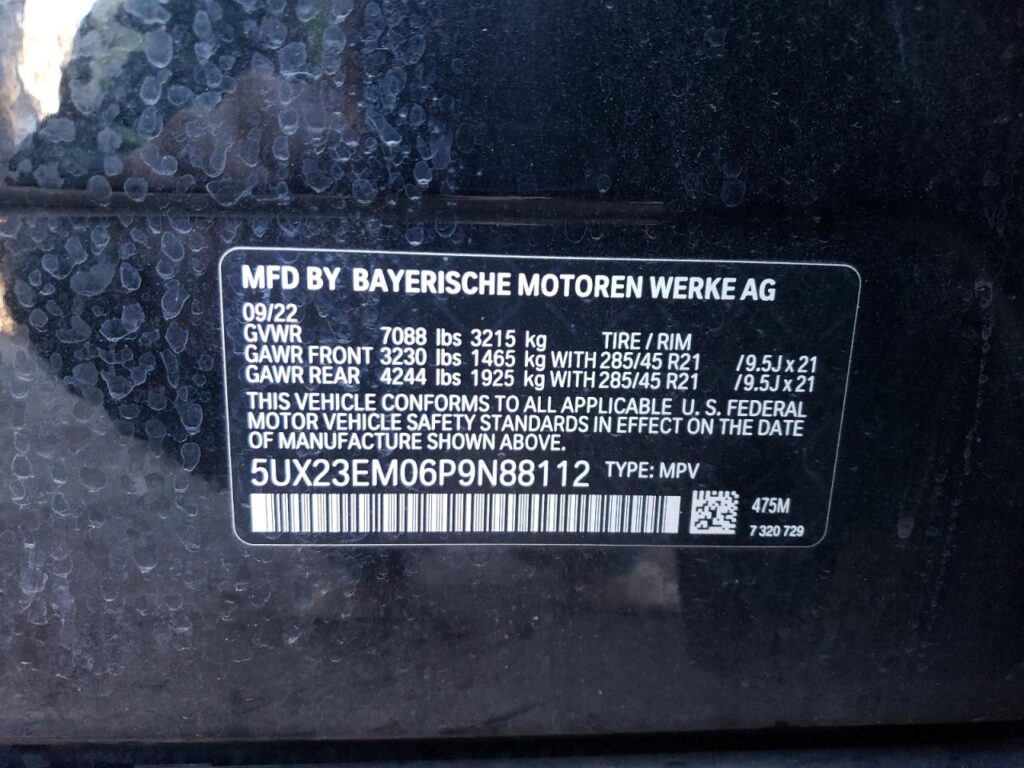 MFD BY BAYERISCHE MOTOREN WERKE AG
09/22
GVWR 7088 lbs 3215 kg TIRE / RIM
GAWR FRONT 3230 lbs 1465 kg WITH 285/45 R21 /9.5J x 21
GAWR REAR 4244 lbs 1925 kg WITH 285/45 R21 /9.5J x 21
THIS VEHICLE CONFORMS TO ALL APPLICABLE U. S. FEDERAL
MOTOR VEHICLE SAFETY STANDARDS IN EFFECT ON THE DATE
OF MANUFACTURE SHOWN ABOVE.
5UX23EM06P9N88112 TYPE: MPV
475M
7 320 729